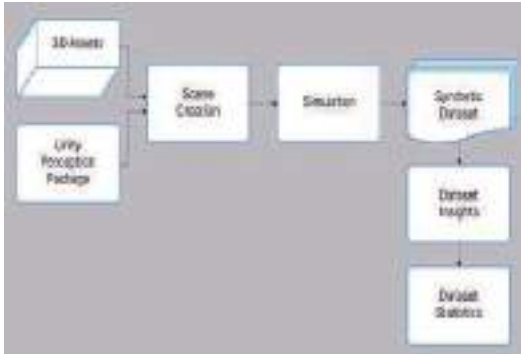 3D Assets
Unity
Perception
Package
Scene
Creation
Simulation
Synthetic
Dataset
Dataset
Insights
Dataset
Statistics